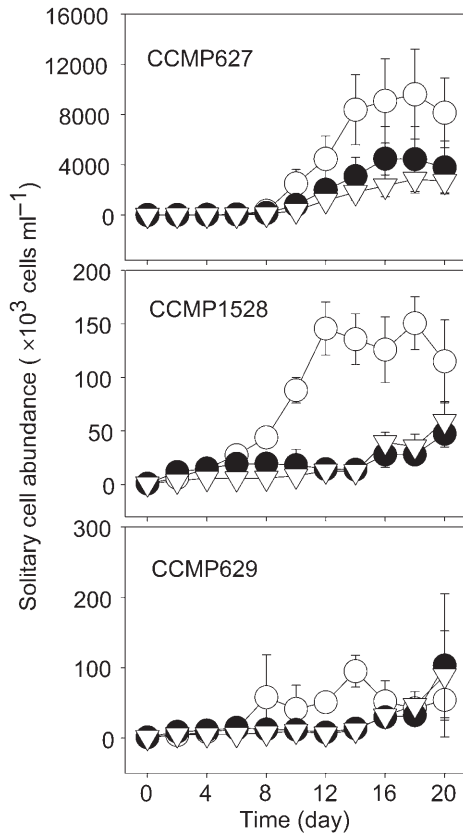 Solitary cell abundance ( ×10³ cells ml⁻¹)
16000
12000
8000
4000
0
CCMP627
200
150
100
50
0
CCMP1528
300
200
100
0
CCMP629
0 4 8 12 16 20
Time (day)